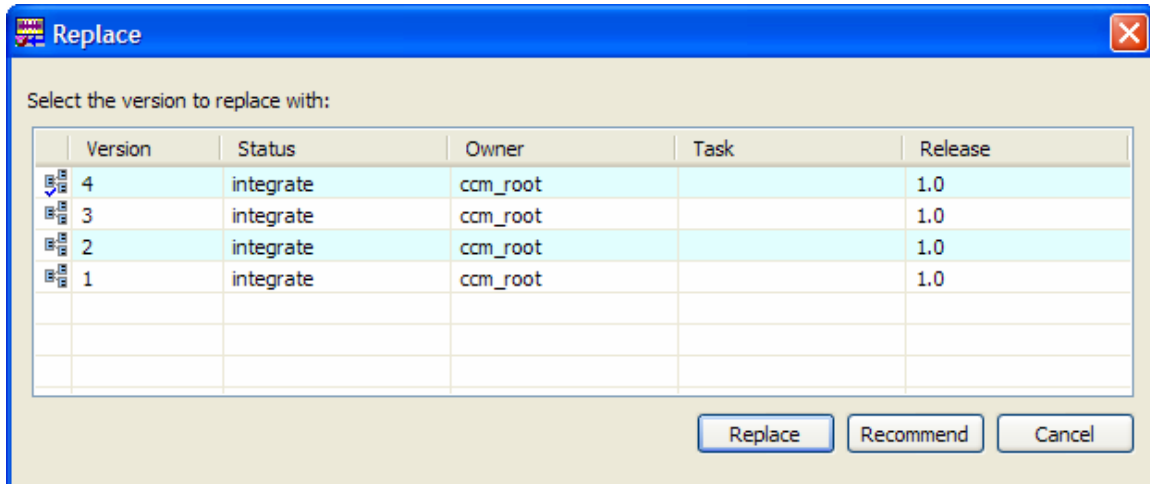 Replace
Select the version to replace with:
Version Status Owner Task Release
4 integrate ccm_root 1.0
3 integrate ccm_root 1.0
2 integrate ccm_root 1.0
1 integrate ccm_root 1.0
Replace Recommend Cancel